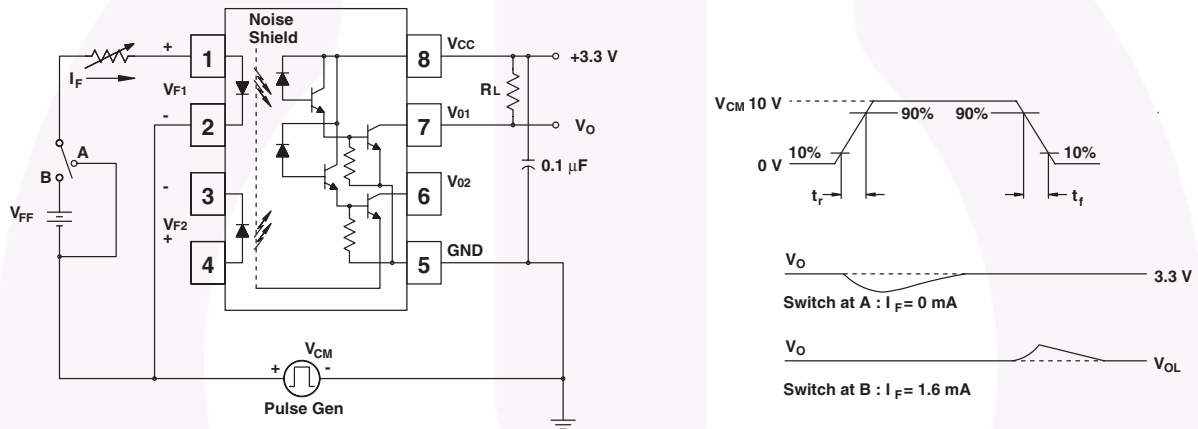 Noise
Shield
+
1
8
VCC
+3.3 V
IF
VF1
RL
-
2
7
V01
VO
A
B
0.1 μF
-
3
6
V02
VFF
VF2
+
4
5
GND
VCM
+
-
Pulse Gen
VCM 10 V
90%
90%
10%
10%
0 V
tr
tf
VO
3.3 V
Switch at A : I F = 0 mA
VO
VOL
Switch at B : I F = 1.6 mA